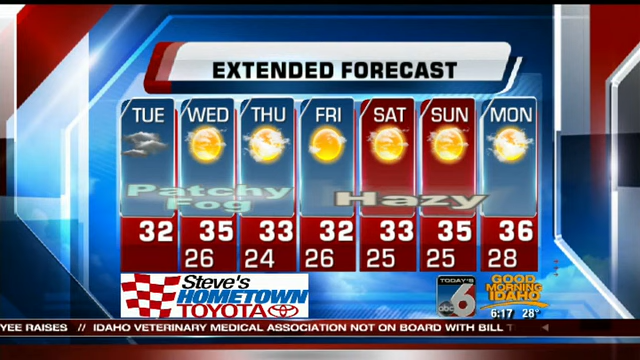 EXTENDED FORECAST
TUE WED THU FRI SAT SUN MON
Patchy
Fog
Hazy
32 35 33 32 33 35 36
26 24 26 25 25 28
Steve's
HOMETOWN
TOYOTA
TODAY'S
abc 6
GOOD
MORNING
IDAHO
6:17 28°
YEE RAISES // IDAHO VETERINARY MEDICAL ASSOCIATION NOT ON BOARD WITH BILL T